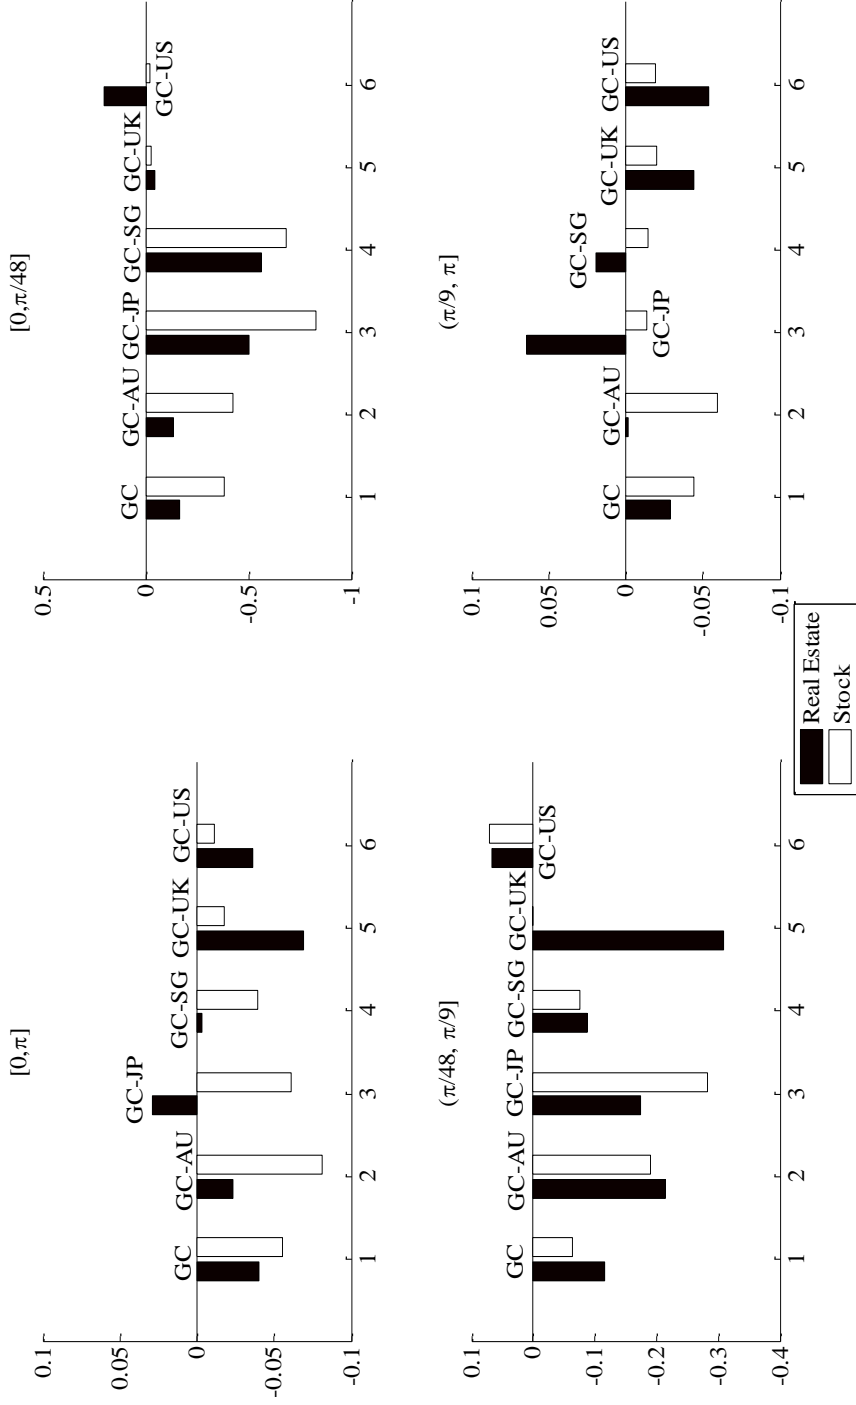 [0,π]
0.1
0.05
0
-0.05
-0.1
GC
GC-AU
GC-JP
GC-SG
GC-UK
GC-US
1
2
3
4
5
6
[0,π/48]
0.5
0
-0.5
-1
GC
GC-AU
GC-JP
GC-SG
GC-UK
GC-US
1
2
3
4
5
6
(π/48, π/9]
0.1
0
-0.1
-0.2
-0.3
-0.4
GC
GC-AU
GC-JP
GC-SG
GC-UK
GC-US
1
2
3
4
5
6
(π/9, π]
0.1
0.05
0
-0.05
-0.1
GC
GC-AU
GC-JP
GC-SG
GC-UK
GC-US
1
2
3
4
5
6
Real Estate
Stock